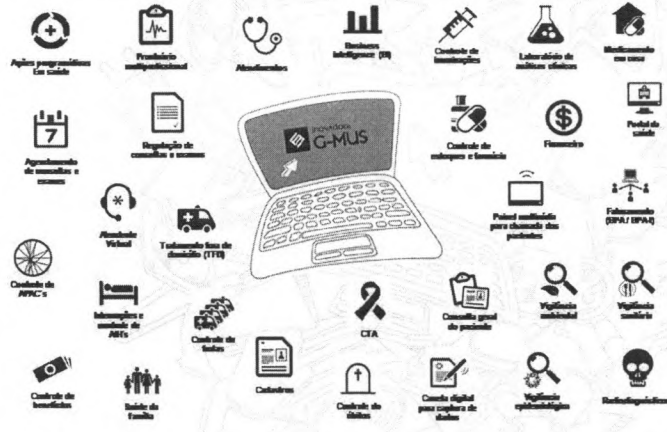 Ações programáticas
Em saúde
Prontuário
multiprofissional
Atendimentos
Business
Intelligence (BI)
Controle de
Imunizações
Laboratório de
análises clínicas
Medicamento
em casa
7
Agendamento
de consultas e
exames
Regulação de
consultas e exames
inovadora
G-MUS
Controle de
estoques e farmácia
$
Financeiro
Portal da
saúde
*
Atendente
Virtual
Tratamento fora de
domicílio (TFD)
Painel multimídia
para chamada dos
pacientes
Faturamento
(BPA / BPA-I)
Controle de
APAC's
Internações e
controle de
AIH's
Controle de
frotas
CTA
Consulta geral
do paciente
Vigilância
nutricional
Vigilância
sanitária
Controle de
benefícios
Saúde da
família
Cadastros
Controle de
óbitos
Caneta digital
para captura de
dados
Vigilância
epidemiológica
Radiodiagnóstico